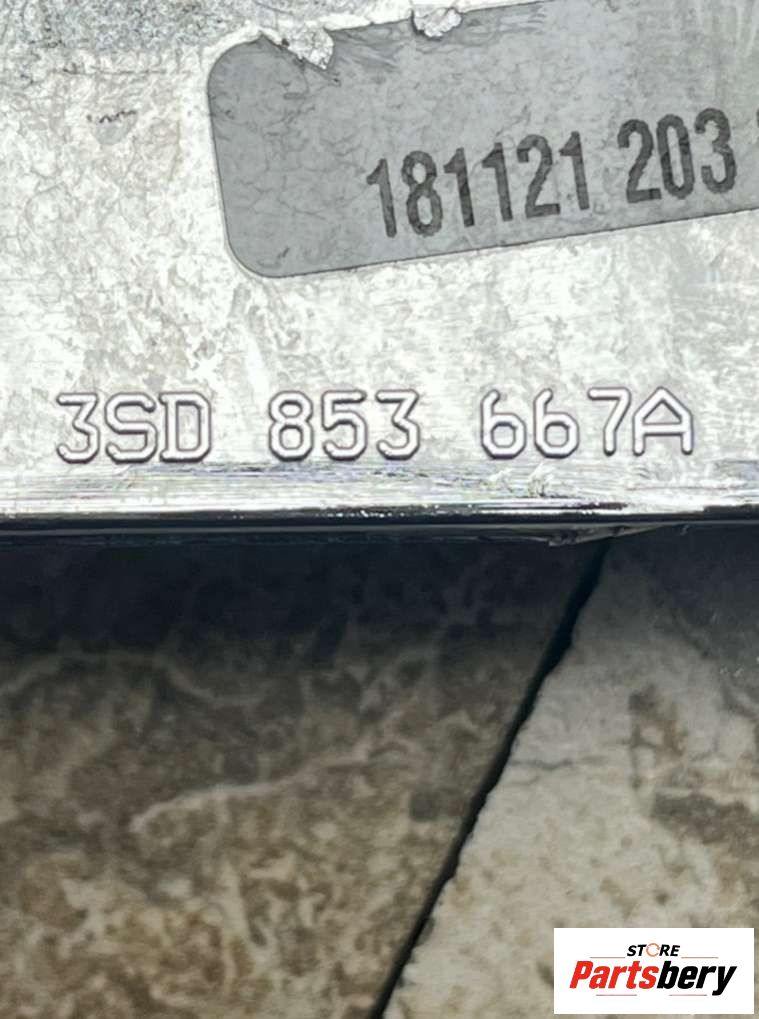 181121 203
3SD 853 667A
STORE
Partsbery